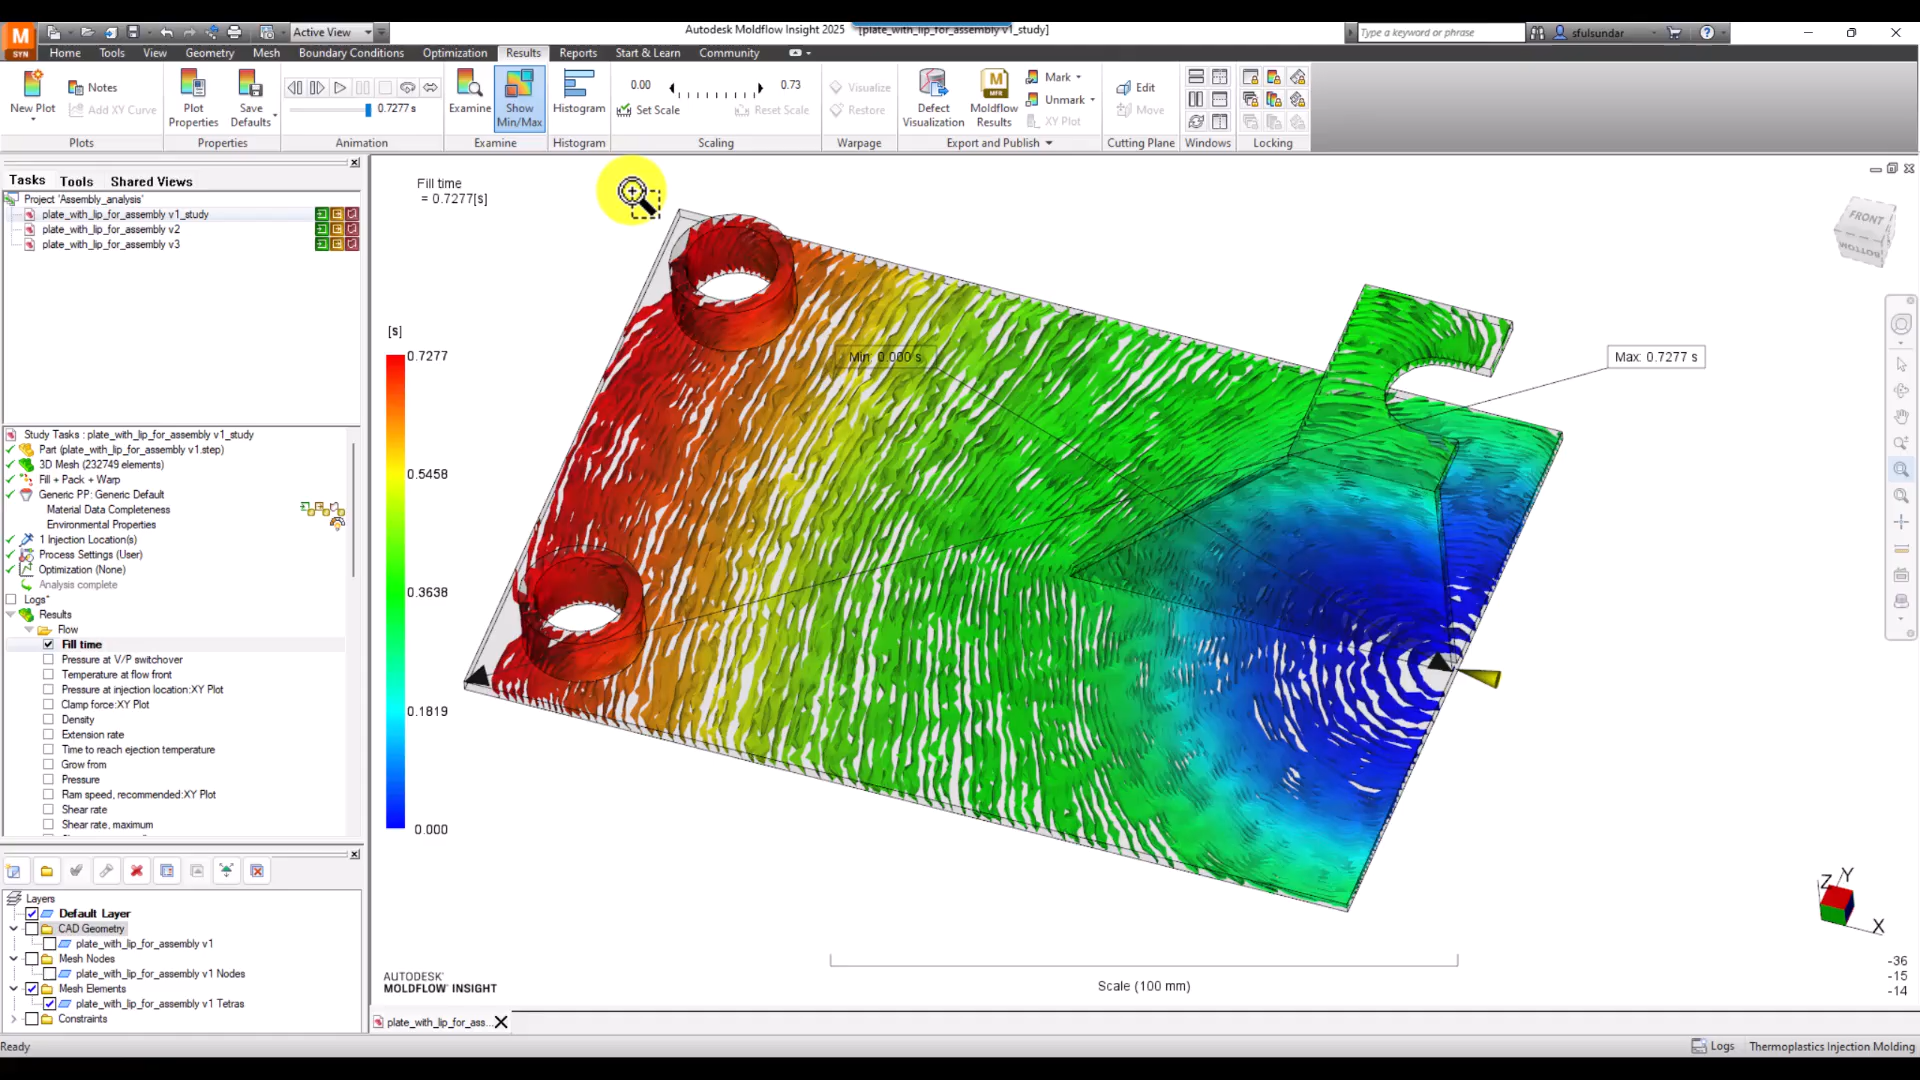 Autodesk Moldflow Insight 2025 [plate_with_lip_for_assembly v1_study]
Type a keyword or phrase
sfulsundar
M
SYN
Active View
Home Tools View Geometry Mesh Boundary Conditions Optimization Results Reports Start & Learn Community
New Plot
Notes
Add XY Curve
Plots
Plot Properties
Save Defaults
Properties
0.7277 s
Animation
Examine
Show Min/Max
Examine
Histogram
Histogram
0.00
0.73
Set Scale
Reset Scale
Scaling
Visualize
Restore
Warpage
Defect Visualization
Moldflow Results
Mark
Unmark
XY Plot
Export and Publish
Edit
Move
Cutting Plane
Windows
Locking
Tasks Tools Shared Views
Project 'Assembly_analysis'
plate_with_lip_for_assembly v1_study
plate_with_lip_for_assembly v2
plate_with_lip_for_assembly v3
Study Tasks : plate_with_lip_for_assembly v1_study
Part (plate_with_lip_for_assembly v1.step)
3D Mesh (232749 elements)
Fill + Pack + Warp
Generic PP: Generic Default
Material Data Completeness
Environmental Properties
1 Injection Location(s)
Process Settings (User)
Optimization (None)
Analysis complete
Logs*
Results
Flow
Fill time
Pressure at V/P switchover
Temperature at flow front
Pressure at injection location:XY Plot
Clamp force:XY Plot
Density
Extension rate
Time to reach ejection temperature
Grow from
Pressure
Ram speed, recommended:XY Plot
Shear rate
Shear rate, maximum
Layers
Default Layer
CAD Geometry
plate_with_lip_for_assembly v1
Mesh Nodes
plate_with_lip_for_assembly v1 Nodes
Mesh Elements
plate_with_lip_for_assembly v1 Tetras
Constraints
Fill time
= 0.7277[s]
[s]
0.7277
0.5458
0.3638
0.1819
0.000
Min: 0.000 s
Max: 0.7277 s
FRONT
BOTTOM
Z
Y
X
-36
-15
-14
AUTODESK
MOLDFLOW INSIGHT
Scale (100 mm)
plate_with_lip_for_ass...
Ready
Logs
Thermoplastics Injection Molding